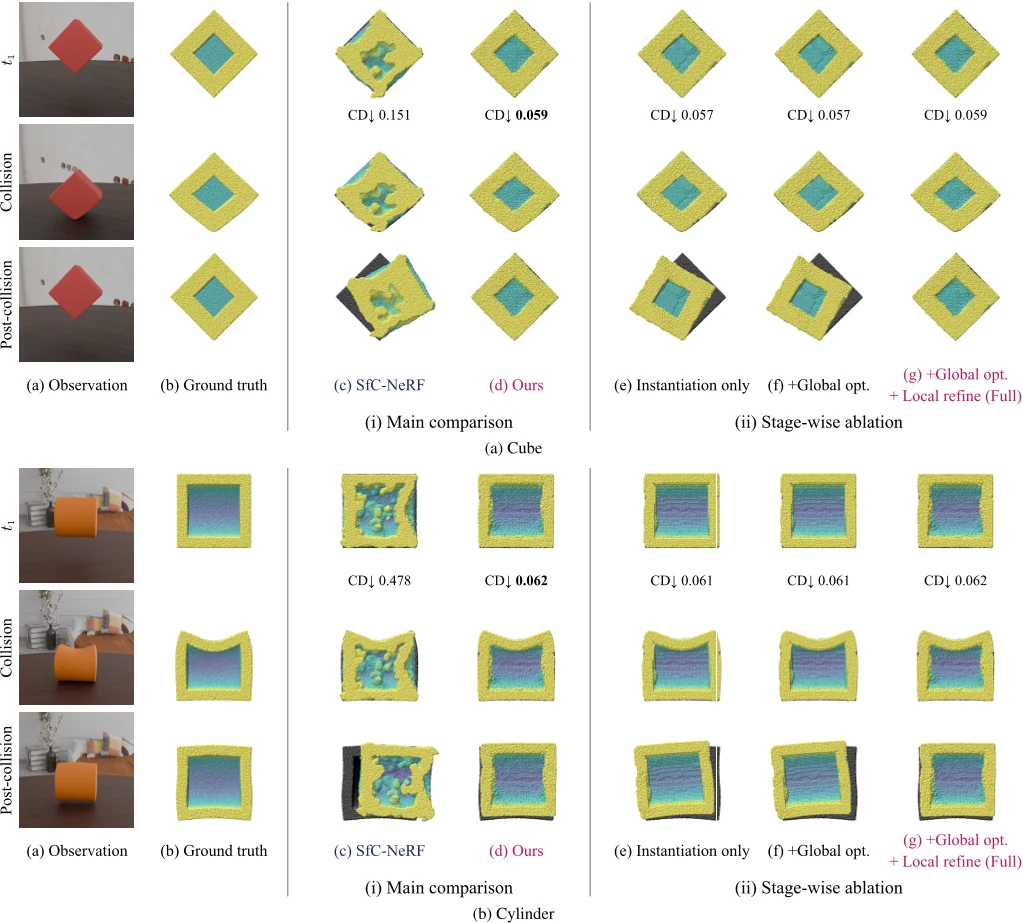 t₁
CD↓ 0.151
CD↓ 0.059
CD↓ 0.057
CD↓ 0.057
CD↓ 0.059
Collision
Post-collision
(a) Observation
(b) Ground truth
(c) SfC-NeRF
(d) Ours
(e) Instantiation only
(f) +Global opt.
(g) +Global opt.
+ Local refine (Full)
(i) Main comparison
(ii) Stage-wise ablation
(a) Cube
t₁
CD↓ 0.478
CD↓ 0.062
CD↓ 0.061
CD↓ 0.061
CD↓ 0.062
Collision
Post-collision
(a) Observation
(b) Ground truth
(c) SfC-NeRF
(d) Ours
(e) Instantiation only
(f) +Global opt.
(g) +Global opt.
+ Local refine (Full)
(i) Main comparison
(ii) Stage-wise ablation
(b) Cylinder